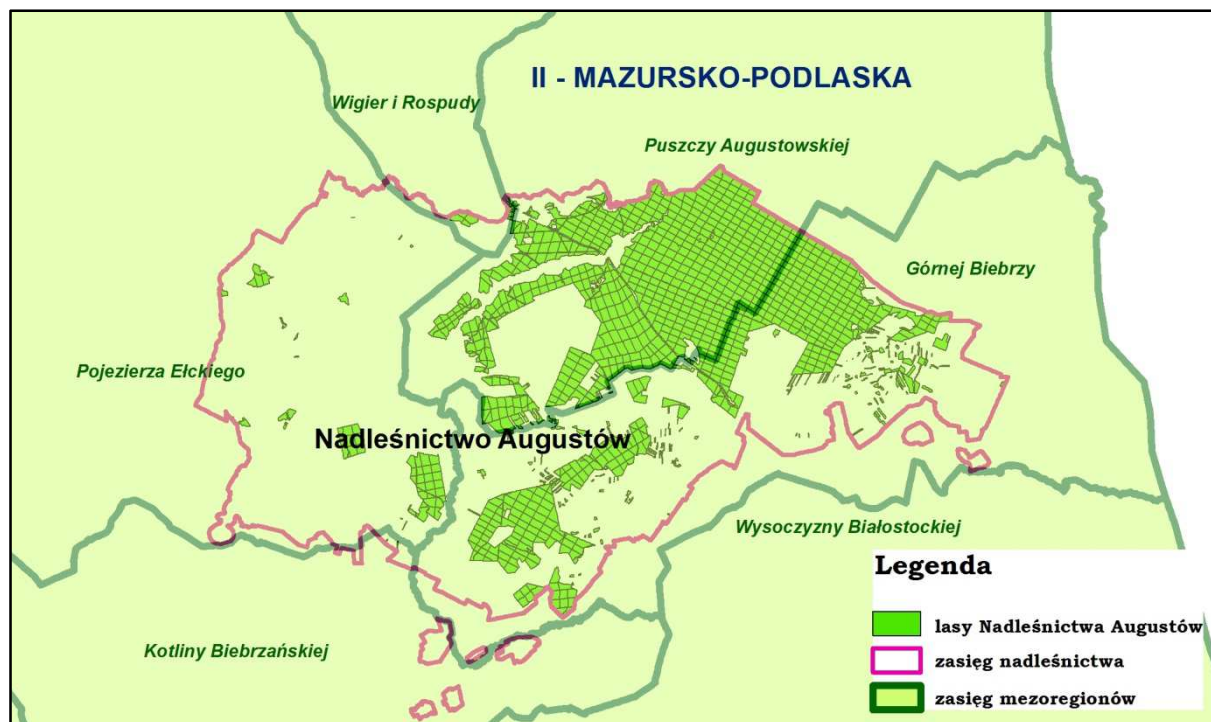 II - MAZURSKO-PODLASKA
Wigier i Rospudy
Puszczy Augustowskiej
Górnej Biebrzy
Pojezierza Ełckiego
Nadleśnictwo Augustów
Wysoczyzny Białostockiej
Kotliny Biebrzańskiej
Legenda
lasy Nadleśnictwa Augustów
zasięg nadleśnictwa
zasięg mezoregionów